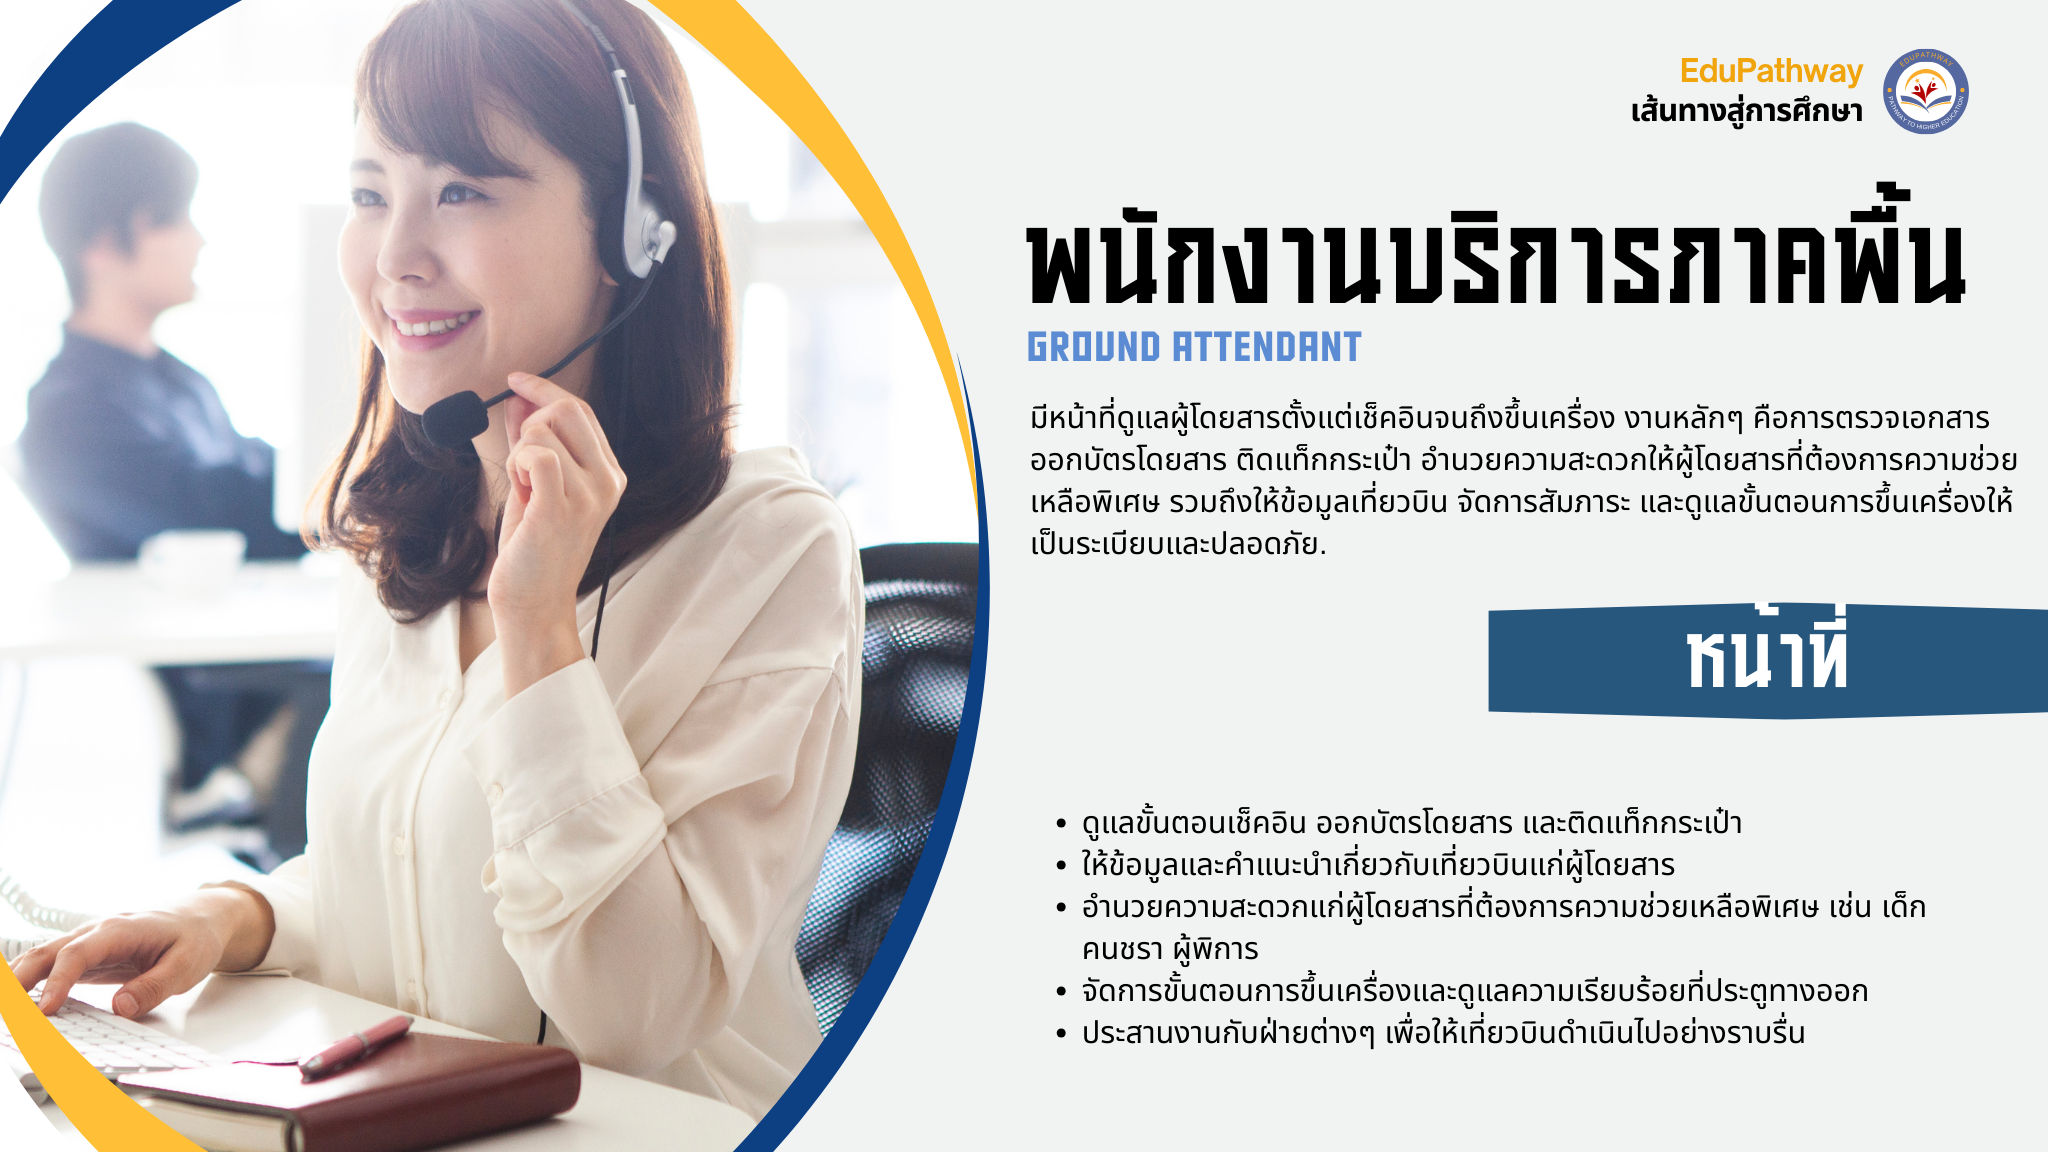 EduPathway
เส้นทางสู่การศึกษา
EDUPATHWAY
PATHWAY TO HIGHER EDUCATION
พนักงานบริการภาคพื้น
GROUND ATTENDANT
มีหน้าที่ดูแลผู้โดยสารตั้งแต่เช็คอินจนถึงขึ้นเครื่อง งานหลักๆ คือการตรวจเอกสาร
ออกบัตรโดยสาร ติดแท็กกระเป๋า อำนวยความสะดวกให้ผู้โดยสารที่ต้องการความช่วย
เหลือพิเศษ รวมถึงให้ข้อมูลเที่ยวบิน จัดการสัมภาระ และดูแลขั้นตอนการขึ้นเครื่องให้
เป็นระเบียบและปลอดภัย.
หน้าที่
• ดูแลขั้นตอนเช็คอิน ออกบัตรโดยสาร และติดแท็กกระเป๋า
• ให้ข้อมูลและคำแนะนำเกี่ยวกับเที่ยวบินแก่ผู้โดยสาร
• อำนวยความสะดวกแก่ผู้โดยสารที่ต้องการความช่วยเหลือพิเศษ เช่น เด็ก
คนชรา ผู้พิการ
• จัดการขั้นตอนการขึ้นเครื่องและดูแลความเรียบร้อยที่ประตูทางออก
• ประสานงานกับฝ่ายต่างๆ เพื่อให้เที่ยวบินดำเนินไปอย่างราบรื่น